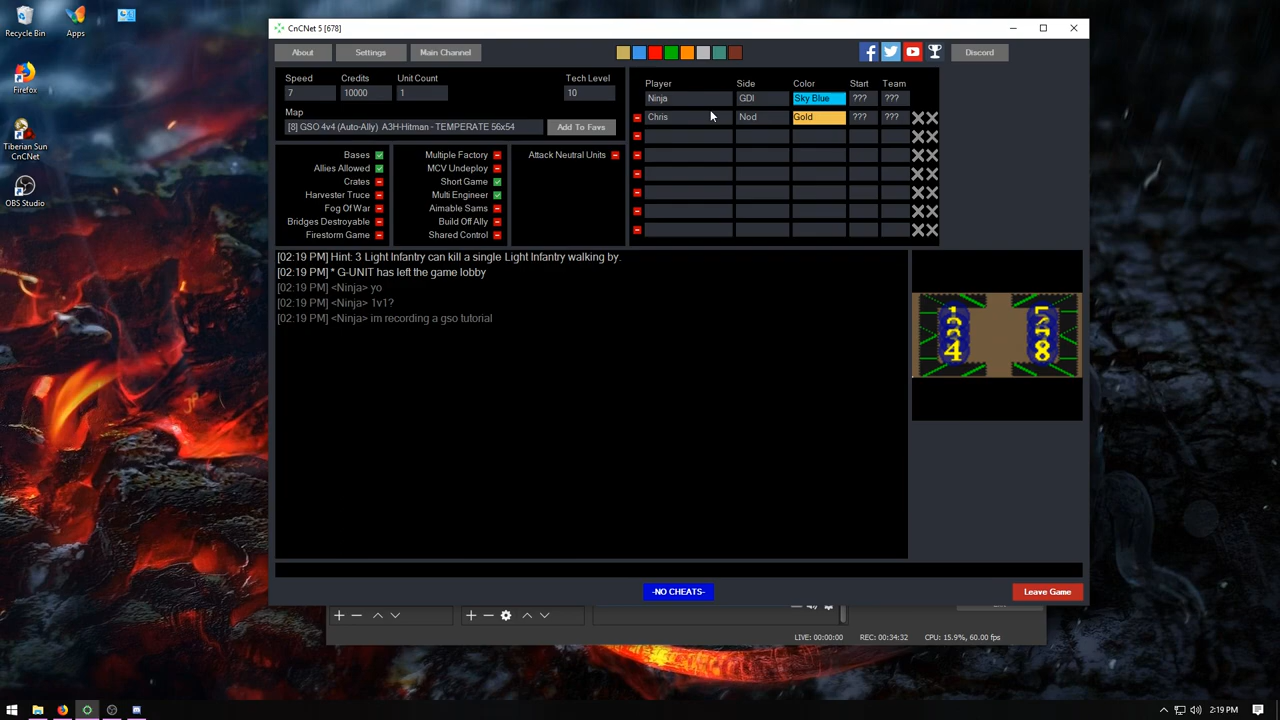 Recycle Bin
Apps
Firefox
Tiberian Sun
CnCNet
OBS Studio
CnCNet 5 [678]
About
Settings
Main Channel
Discord
Speed
Credits
Unit Count
Tech Level
7
10000
1
10
Map
[8] GSO 4v4 (Auto-Ally) A3H-Hitman - TEMPERATE 56x54
Add To Favs
Player
Side
Color
Start
Team
Ninja
GDI
Sky Blue
???
???
Chris
Nod
Gold
???
???
Bases
Allies Allowed
Crates
Harvester Truce
Fog Of War
Bridges Destroyable
Firestorm Game
Multiple Factory
MCV Undeploy
Short Game
Multi Engineer
Aimable Sams
Build Off Ally
Shared Control
Attack Neutral Units
[02:19 PM] Hint: 3 Light Infantry can kill a single Light Infantry walking by.
[02:19 PM] * G-UNIT has left the game lobby
[02:19 PM] <Ninja> yo
[02:19 PM] <Ninja> 1v1?
[02:19 PM] <Ninja> im recording a gso tutorial
4
8
-NO CHEATS-
Leave Game
LIVE: 00:00:00
REC: 00:34:32
CPU: 15.9%, 60.00 fps
2:19 PM